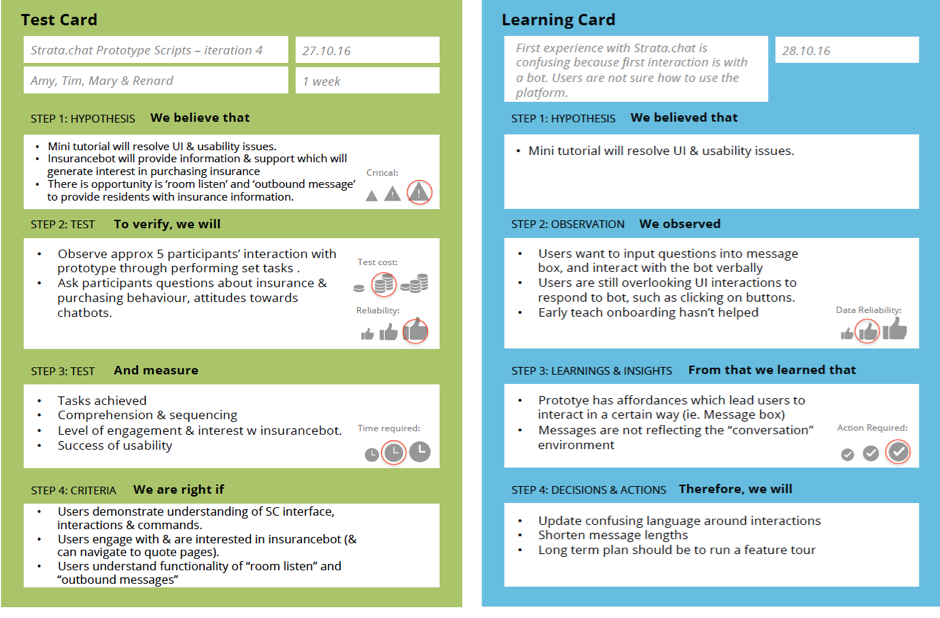 Test Card
Strata.chat Prototype Scripts – iteration 4
27.10.16
Amy, Tim, Mary & Renard
1 week
STEP 1: HYPOTHESIS We believe that
• Mini tutorial will resolve UI & usability issues.
• Insurancebot will provide information & support which will
generate interest in purchasing insurance
• There is opportunity is ‘room listen’ and ‘outbound message’
to provide residents with insurance information.
Critical:
STEP 2: TEST To verify, we will
• Observe approx 5 participants’ interaction with
prototype through performing set tasks .
• Ask participants questions about insurance &
purchasing behaviour, attitudes towards
chatbots.
Test cost:
Reliability:
STEP 3: TEST And measure
• Tasks achieved
• Comprehension & sequencing
• Level of engagement & interest w insurancebot.
• Success of usability
Time required:
STEP 4: CRITERIA We are right if
• Users demonstrate understanding of SC interface,
interactions & commands.
• Users engage with & are interested in insurancebot (&
can navigate to quote pages).
• Users understand functionality of “room listen” and
“outbound messages”
Learning Card
First experience with Strata.chat is
confusing because first interaction is with
a bot. Users are not sure how to use the
platform.
28.10.16
STEP 1: HYPOTHESIS We believed that
• Mini tutorial will resolve UI & usability issues.
STEP 2: OBSERVATION We observed
• Users want to input questions into message
box, and interact with the bot verbally
• Users are still overlooking UI interactions to
respond to bot, such as clicking on buttons.
• Early teach onboarding hasn’t helped
Data Reliability:
STEP 3: LEARNINGS & INSIGHTS From that we learned that
• Prototye has affordances which lead users to
interact in a certain way (ie. Message box)
• Messages are not reflecting the “conversation”
environment
Action Required:
STEP 4: DECISIONS & ACTIONS Therefore, we will
• Update confusing language around interactions
• Shorten message lengths
• Long term plan should be to run a feature tour